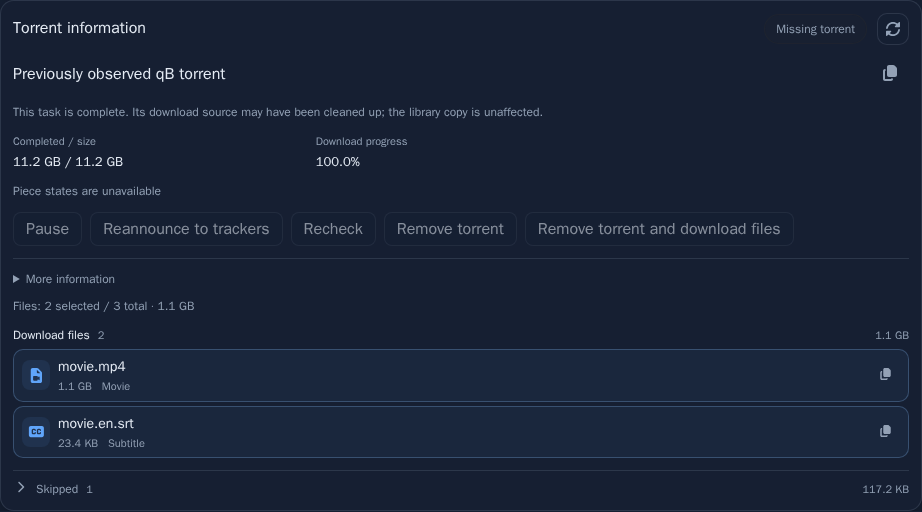 Torrent information
Missing torrent
Previously observed qB torrent
This task is complete. Its download source may have been cleaned up; the library copy is unaffected.
Completed / size
Download progress
11.2 GB / 11.2 GB
100.0%
Piece states are unavailable
Pause
Reannounce to trackers
Recheck
Remove torrent
Remove torrent and download files
More information
Files: 2 selected / 3 total · 1.1 GB
Download files 2
1.1 GB
movie.mp4
1.1 GB Movie
CC
movie.en.srt
23.4 KB Subtitle
Skipped 1
117.2 KB